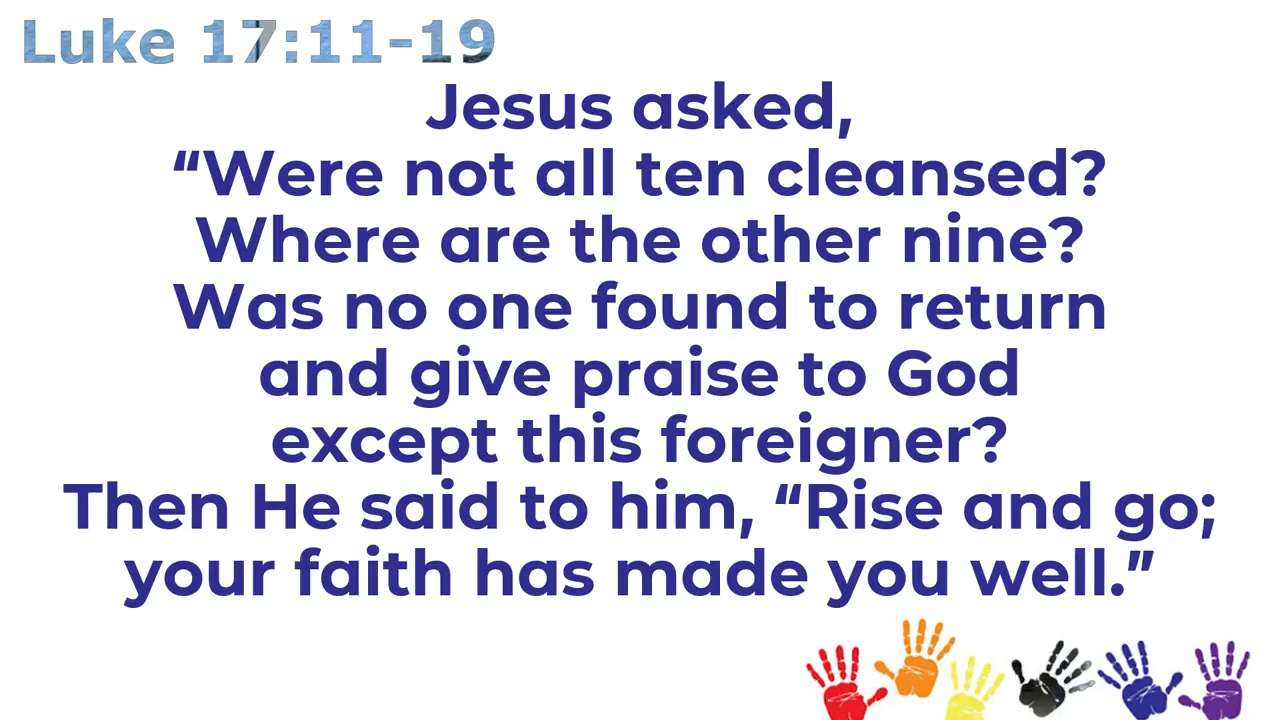 Luke 17:11-19
Jesus asked,
“Were not all ten cleansed?
Where are the other nine?
Was no one found to return
and give praise to God
except this foreigner?
Then He said to him, “Rise and go;
your faith has made you well.”